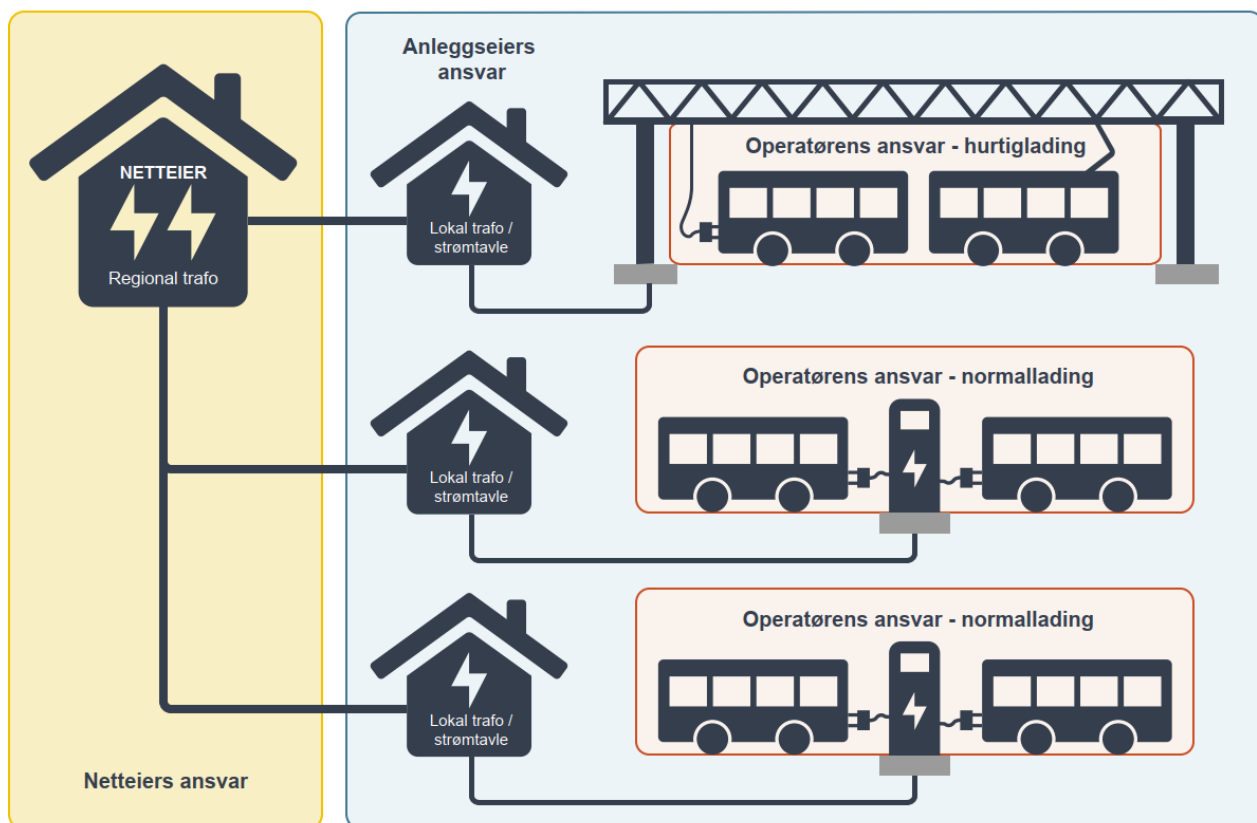 Anleggseiers
ansvar
NETTEIER
Regional trafo
Lokal trafo /
strømtavle
Operatørens ansvar - hurtiglading
Lokal trafo /
strømtavle
Operatørens ansvar - normallading
Lokal trafo /
strømtavle
Operatørens ansvar - normallading
Netteiers ansvar